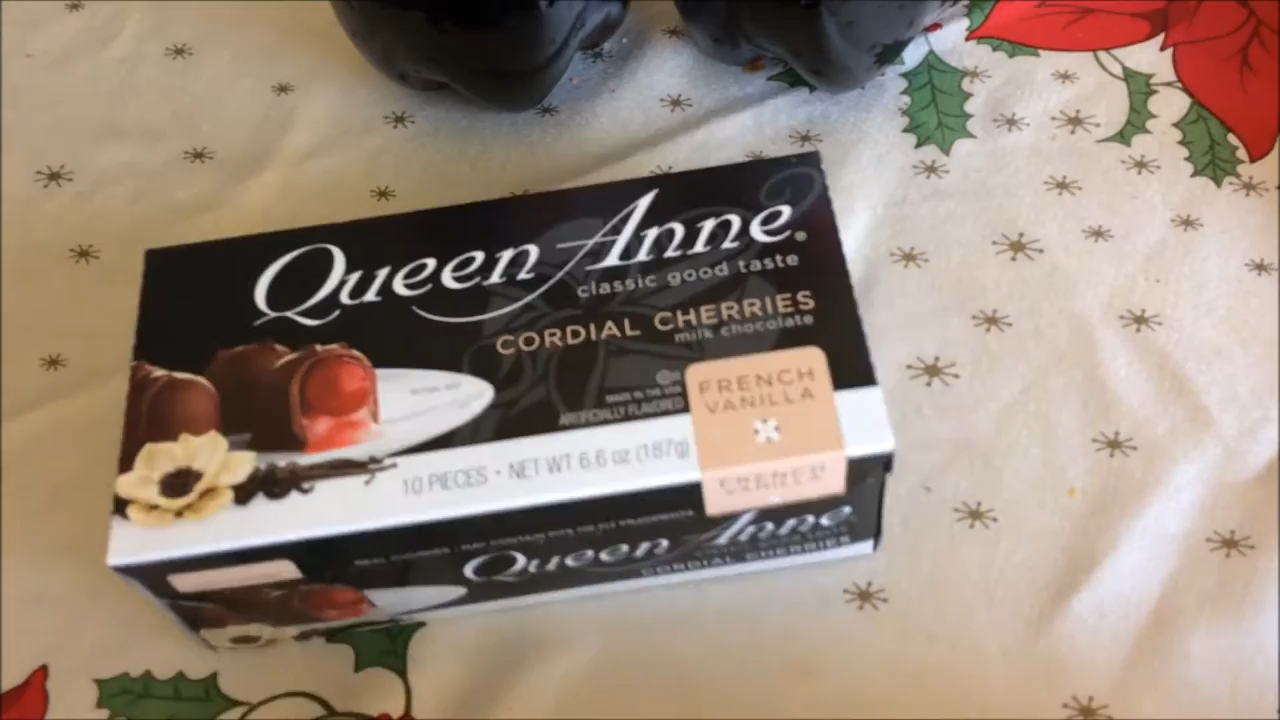 Queen Anne®
classic good taste
CORDIAL CHERRIES
milk chocolate
MADE IN THE USA
ARTIFICIALLY FLAVORED
FRENCH
VANILLA
10 PIECES • NET WT 6.6 oz (187g)
Queen Anne
CORDIAL CHERRIES